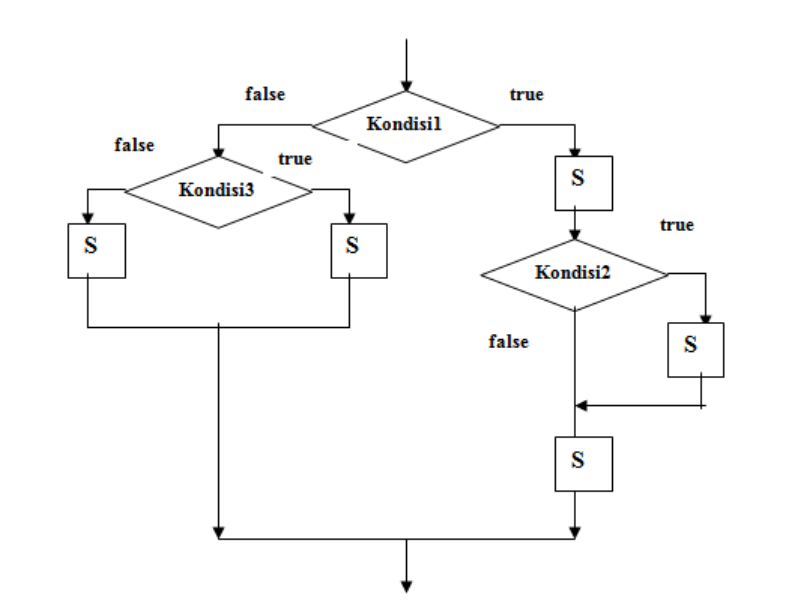 false
true
Kondisi1
false
true
Kondisi3
S
S
S
true
Kondisi2
false
S
S